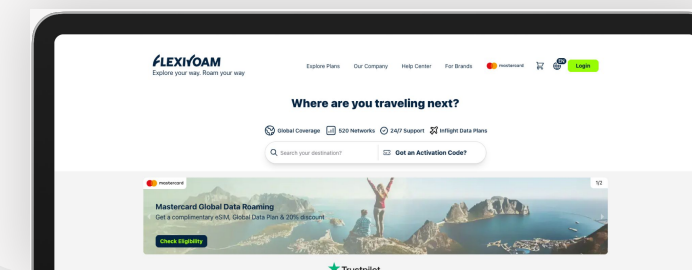 FLEXIROAM
Explore your way. Roam your way
Explore Plans
Our Company
Help Center
For Brands
mastercard
EN
Login
Where are you traveling next?
Global Coverage
520 Networks
24/7 Support
Inflight Data Plans
Search your destination?
Got an Activation Code?
mastercard
1/2
Mastercard Global Data Roaming
Get a complimentary eSIM, Global Data Plan & 20% discount
Check Eligibility
Trustpilot